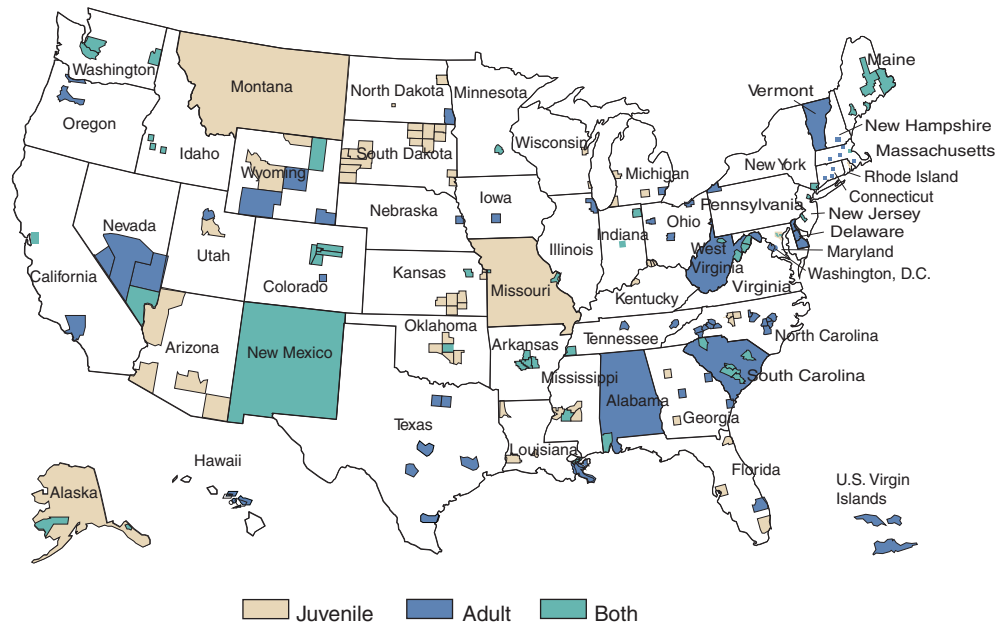 Washington
Montana
North Dakota
Minnesota
Maine
Vermont
Oregon
Idaho
Wyoming
South Dakota
Wisconsin
Michigan
New York
New Hampshire
Massachusetts
Rhode Island
Connecticut
New Jersey
Delaware
Maryland
Washington, D.C.
Pennsylvania
Nevada
Utah
Colorado
Nebraska
Iowa
Illinois
Indiana
Ohio
West
Virginia
Virginia
California
Kansas
Missouri
Kentucky
Arizona
New Mexico
Oklahoma
Arkansas
Tennessee
North Carolina
South Carolina
Mississippi
Alabama
Georgia
Texas
Louisiana
Florida
Alaska
Hawaii
U.S. Virgin
Islands
Juvenile
Adult
Both